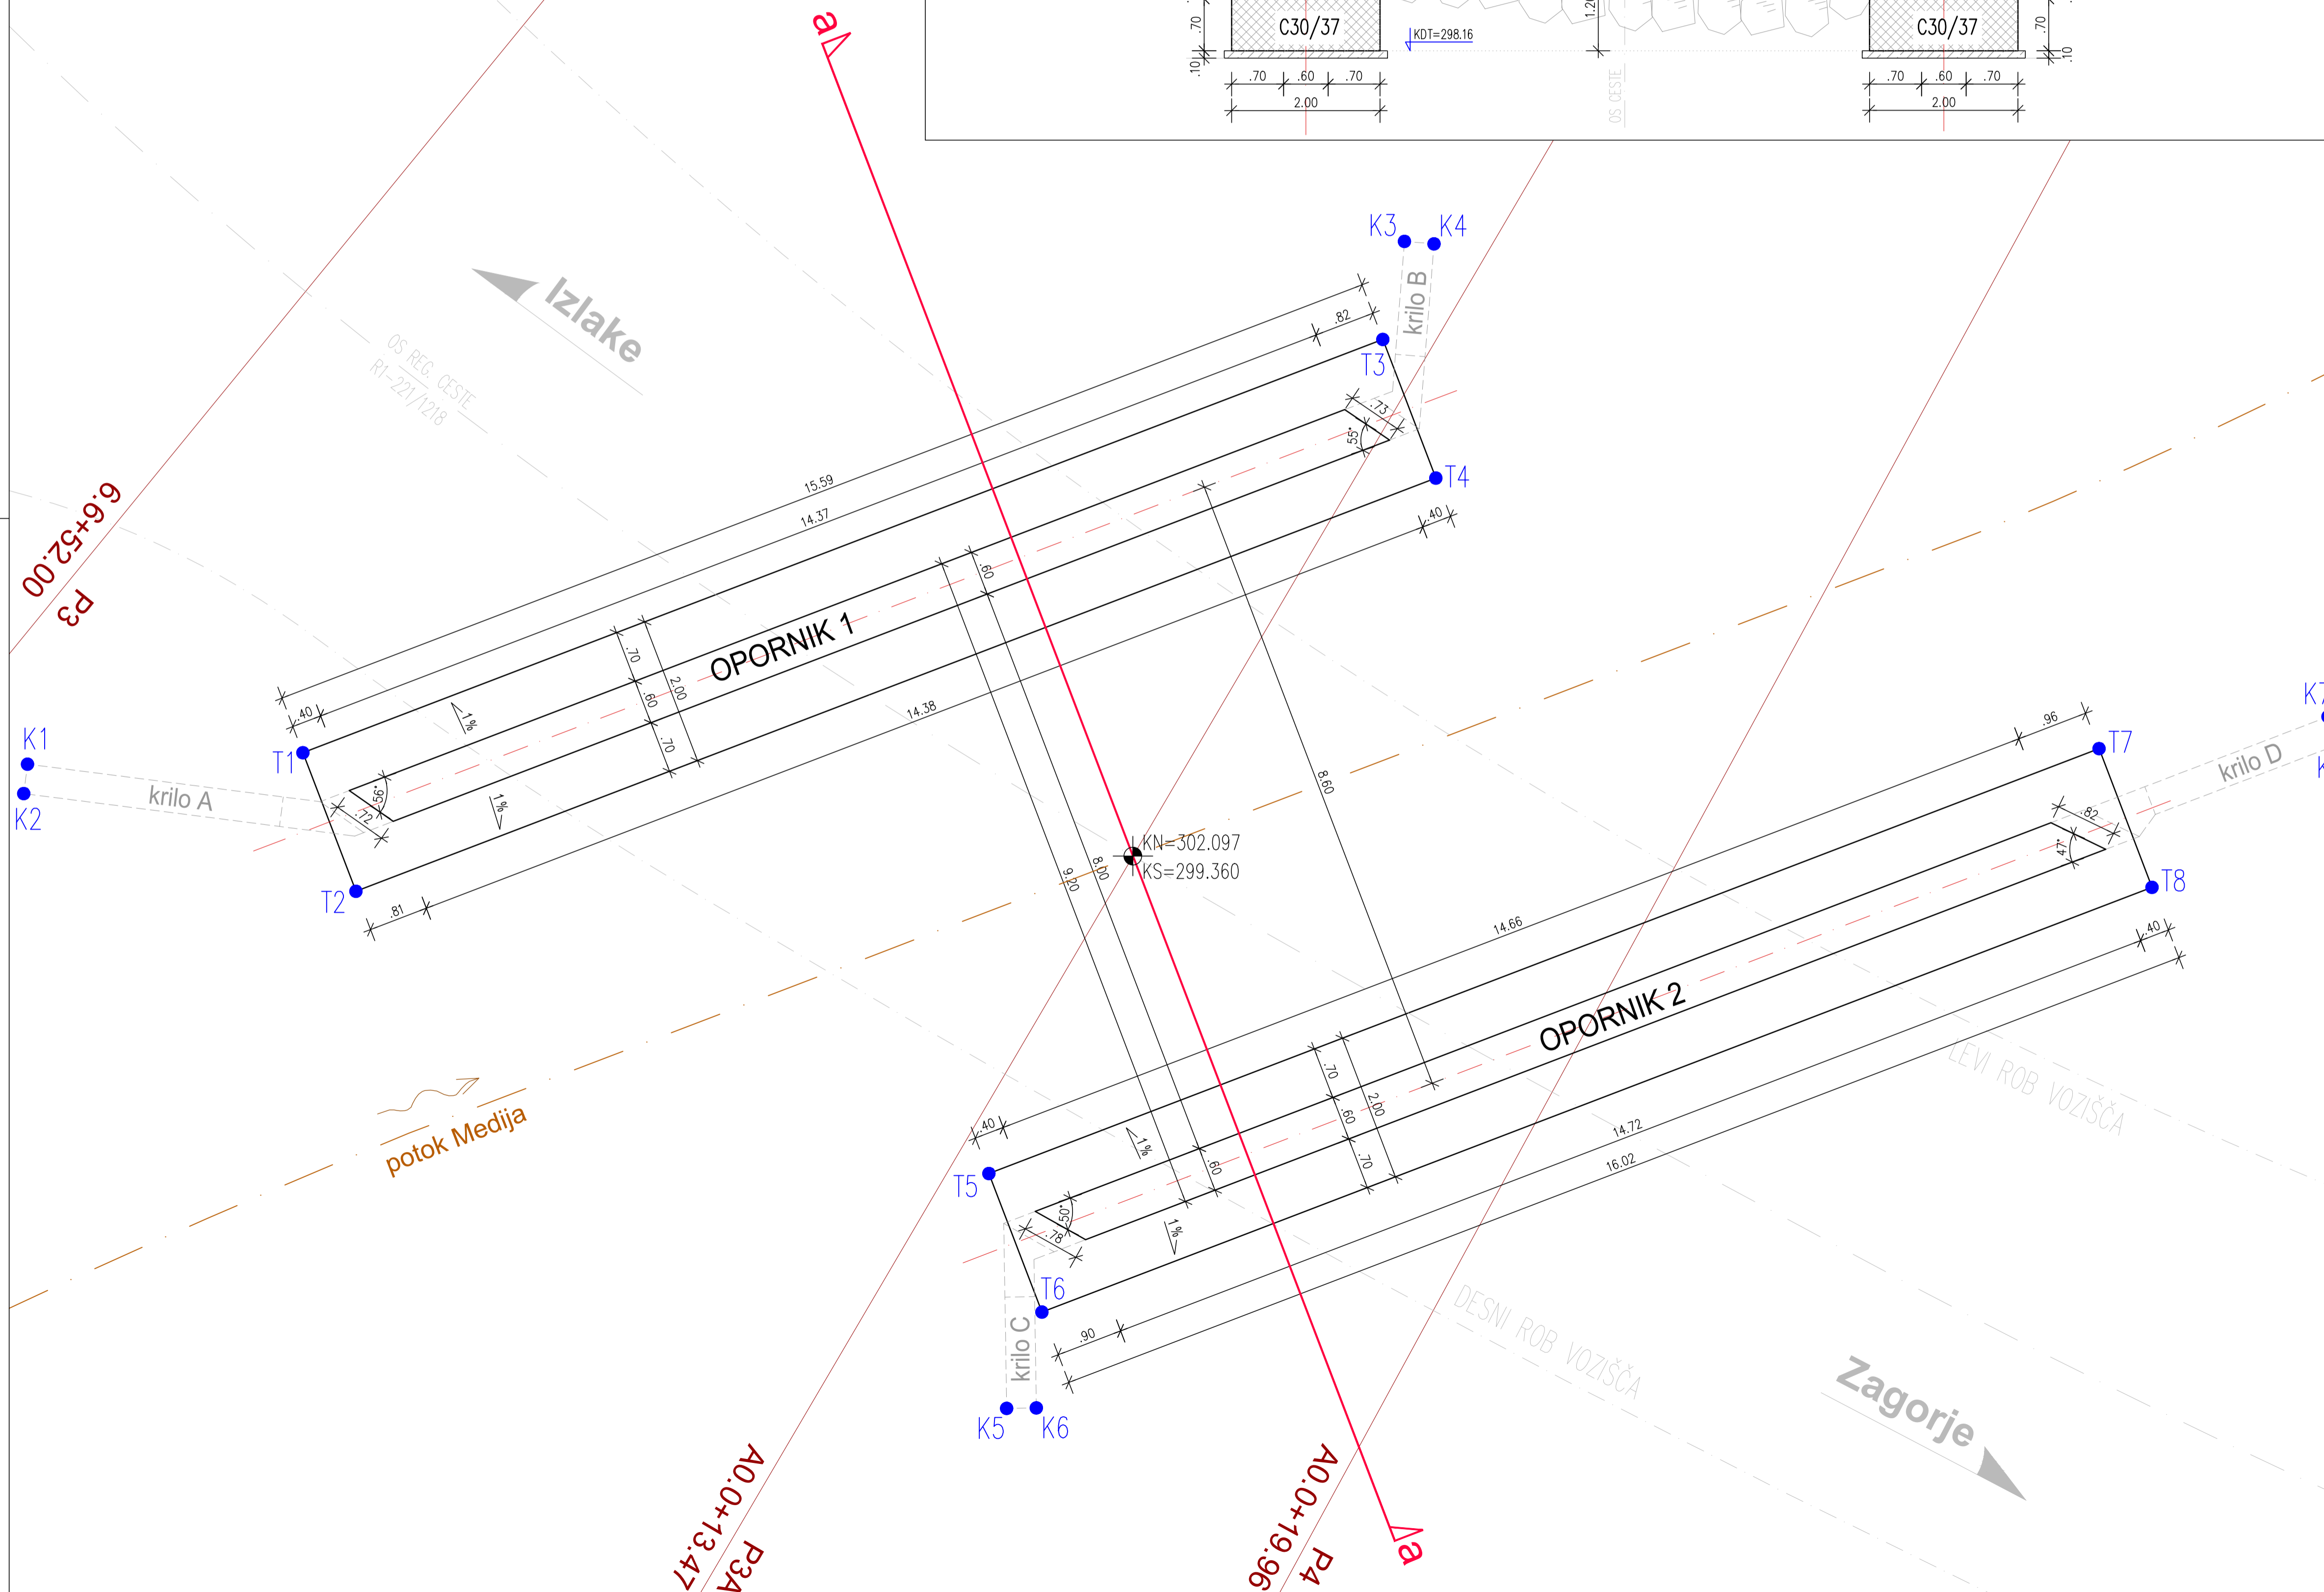 .70
C30/37
.10
.70 .60 .70
2.00
KDT=298.16
1.20
OS CESTE
C30/37
.70
.10
.70 .60 .70
2.00
a
K3
K4
krilo B
Izlake
OS REG. CESTE
R1-221/1218
.82
T3
.73
55°
T4
15.59
14.37
.40
6.6+52.00
P3
.60
OPORNIK 1
.70
.60
.70
2.00
14.38
1%
1%
.40
K1
K2
krilo A
T1
56°
.72
T2
.81
8.60
KN=302.097
KS=299.360
9.20
8.00
K7
krilo D
.96
T7
.82
47°
T8
.40
14.66
OPORNIK 2
potok Medija
.40
.70
.60
.70
2.00
1%
1%
.60
T5
50°
.78
T6
14.72
16.02
.90
LEVI ROB VOZIŠČA
DESNI ROB VOZIŠČA
krilo C
K5
K6
Zagorje
A0.0+13.47
P3A
A0.0+19.96
P4
a